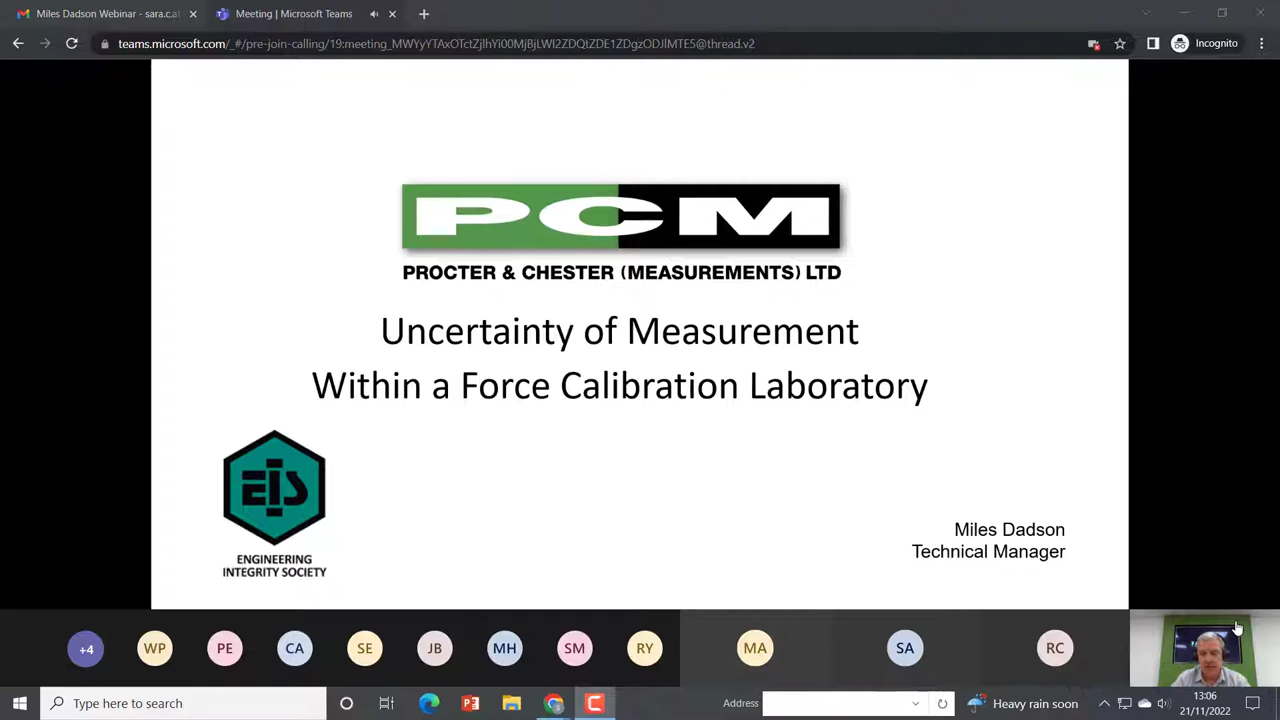 Miles Dadson Webinar - sara.c.at
Meeting | Microsoft Teams
teams.microsoft.com/_#/pre-join-calling/19:meeting_MWYyYTAxOTctZjlhYi00MjBjLWI2ZDQtZDE1ZDgzODJlMTE5@thread.v2
Incognito
PCM
PROCTER & CHESTER (MEASUREMENTS) LTD
Uncertainty of Measurement
Within a Force Calibration Laboratory
EIS
ENGINEERING
INTEGRITY SOCIETY
Miles Dadson
Technical Manager
+4
WP
PE
CA
SE
JB
MH
SM
RY
MA
SA
RC
Type here to search
Address
Heavy rain soon
13:06
21/11/2022